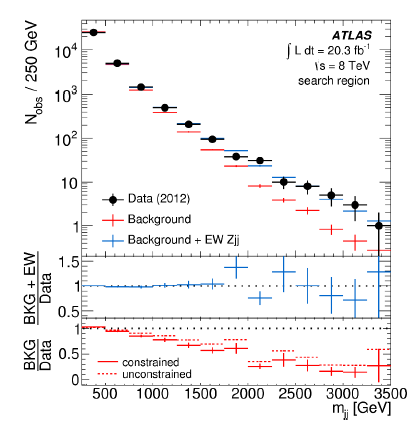 ATLAS
∫ L dt = 20.3 fb⁻¹
√s = 8 TeV
search region
N_obs / 250 GeV
10⁴
10³
10²
10
1
Data (2012)
Background
Background + EW Zjj
BKG + EW
Data
1.5
1
0.5
BKG
Data
1
0.5
0
constrained
unconstrained
500 1000 1500 2000 2500 3000 3500
m_jj [GeV]